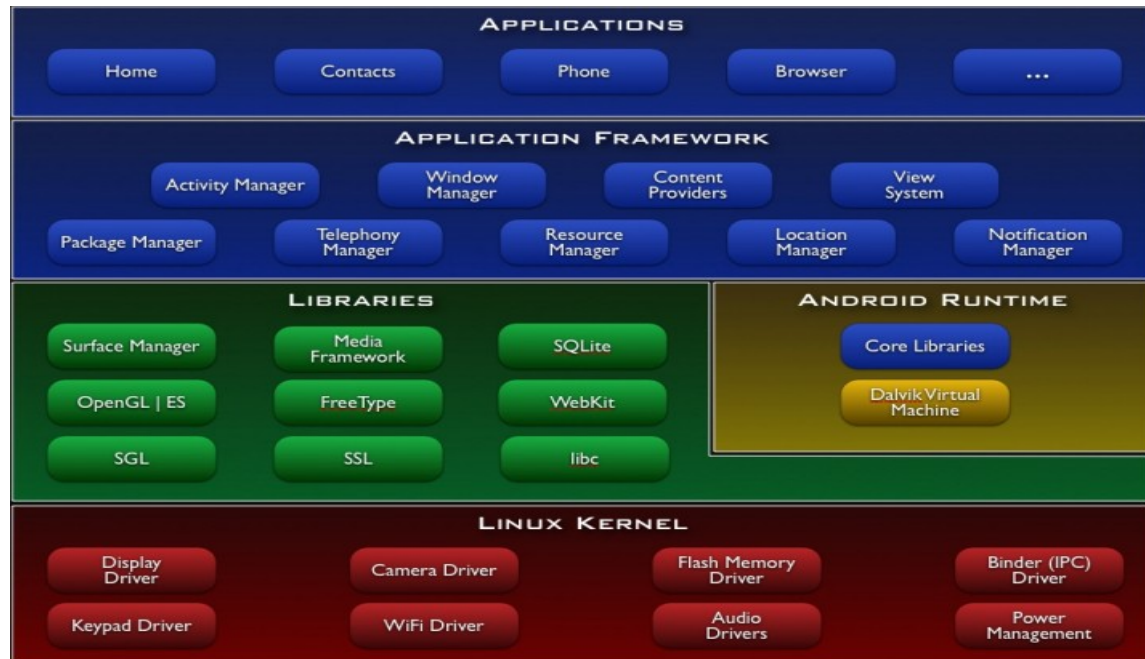 APPLICATIONS
Home
Contacts
Phone
Browser
...
APPLICATION FRAMEWORK
Activity Manager
Window
Manager
Content
Providers
View
System
Package Manager
Telephony
Manager
Resource
Manager
Location
Manager
Notification
Manager
LIBRARIES
Surface Manager
Media
Framework
SQLite
OpenGL | ES
FreeType
WebKit
SGL
SSL
libc
ANDROID RUNTIME
Core Libraries
Dalvik Virtual
Machine
LINUX KERNEL
Display
Driver
Camera Driver
Flash Memory
Driver
Binder (IPC)
Driver
Keypad Driver
WiFi Driver
Audio
Drivers
Power
Management